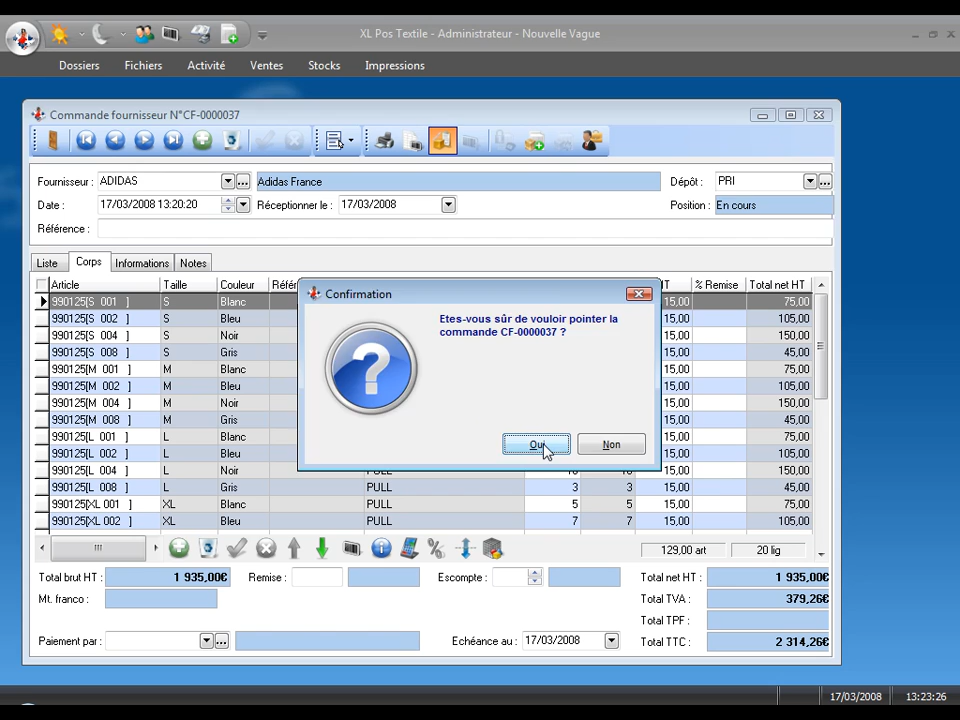 XL Pos Textile - Administrateur - Nouvelle Vague
Dossiers Fichiers Activité Ventes Stocks Impressions
Commande fournisseur N°CF-0000037
Fournisseur : ADIDAS Adidas France Dépôt : PRI
Date : 17/03/2008 13:20:20 Réceptionner le : 17/03/2008 Position : En cours
Référence :
Liste Corps Informations Notes
Article Taille Couleur % Remise Total net HT
990125[S 001 ] S Blanc 15,00 75,00
990125[S 002 ] S Bleu 15,00 105,00
990125[S 004 ] S Noir 15,00 150,00
990125[S 008 ] S Gris 15,00 45,00
990125[M 001 ] M Blanc 15,00 75,00
990125[M 002 ] M Bleu 15,00 105,00
990125[M 004 ] M Noir 15,00 150,00
990125[M 008 ] M Gris 15,00 45,00
990125[L 001 ] L Blanc 15,00 75,00
990125[L 002 ] L Bleu 15,00 105,00
990125[L 004 ] L Noir 15,00 150,00
990125[L 008 ] L Gris PULL 3 3 15,00 45,00
990125[XL 001 ] XL Blanc PULL 5 5 15,00 75,00
990125[XL 002 ] XL Bleu PULL 7 7 15,00 105,00
Confirmation
Etes-vous sûr de vouloir pointer la
commande CF-0000037 ?
Oui Non
129,00 art 20 lig
Total brut HT : 1 935,00€ Remise : Escompte : Total net HT : 1 935,00€
Mt. franco : Total TVA : 379,26€
Total TPF :
Paiement par : Echéance au : 17/03/2008 Total TTC : 2 314,26€
17/03/2008 13:23:26